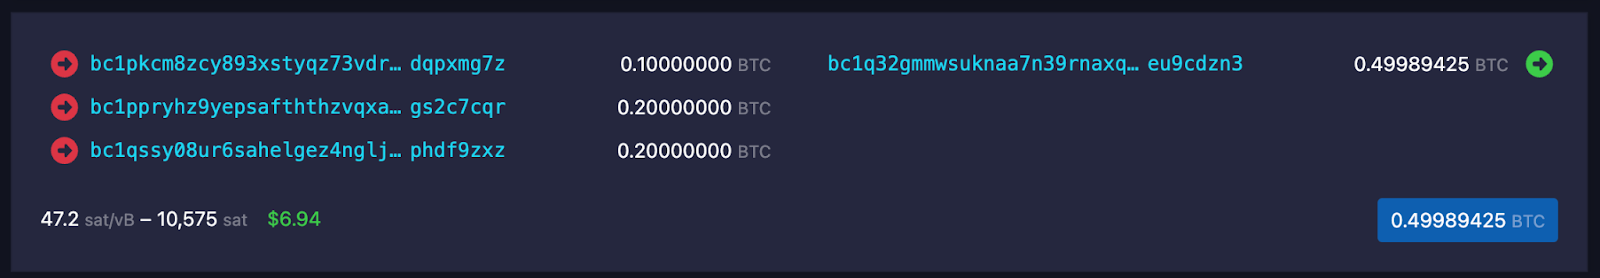 bc1pkcm8zcy893xstyqz73vdr… dqpxmg7z 0.10000000 BTC bc1q32gmmwsuknaa7n39rnaxq… eu9cdzn3 0.49989425 BTC
bc1ppryhz9yepsafththzvqxa… gs2c7cqr 0.20000000 BTC
bc1qssy08ur6sahelgez4nglj… phdf9zxz 0.20000000 BTC
47.2 sat/vB – 10,575 sat $6.94 0.49989425 BTC